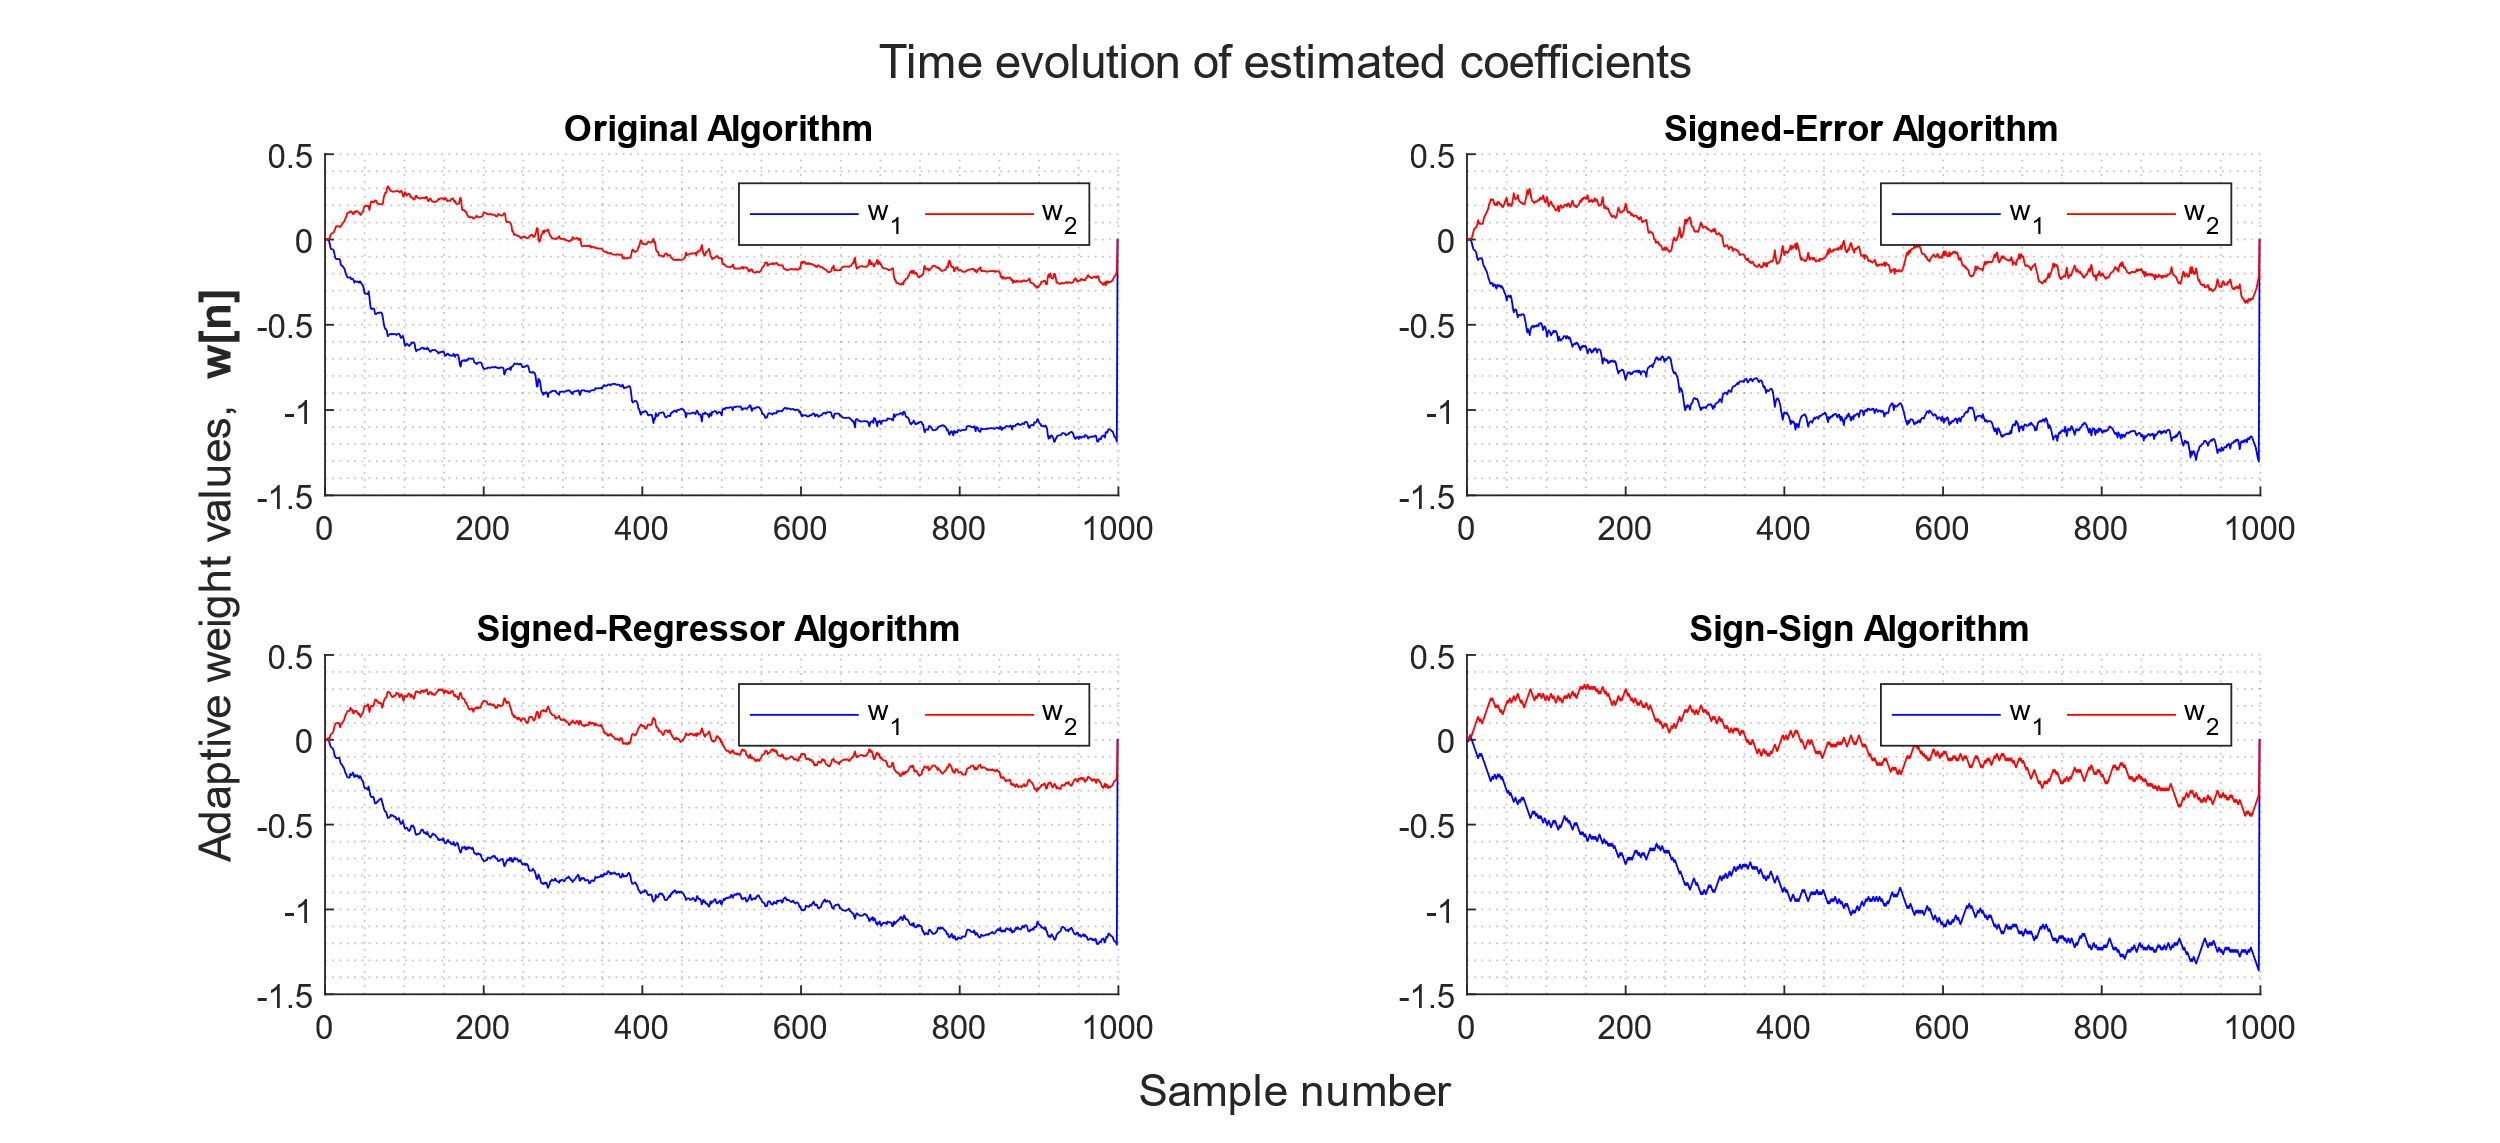 Time evolution of estimated coefficients
Adaptive weight values, w[n]
Original Algorithm
0.5
0
-0.5
-1
-1.5
w1 w2
0 200 400 600 800 1000
Signed-Error Algorithm
0.5
0
-0.5
-1
-1.5
w1 w2
0 200 400 600 800 1000
Signed-Regressor Algorithm
0.5
0
-0.5
-1
-1.5
w1 w2
0 200 400 600 800 1000
Sign-Sign Algorithm
0.5
0
-0.5
-1
-1.5
w1 w2
0 200 400 600 800 1000
Sample number